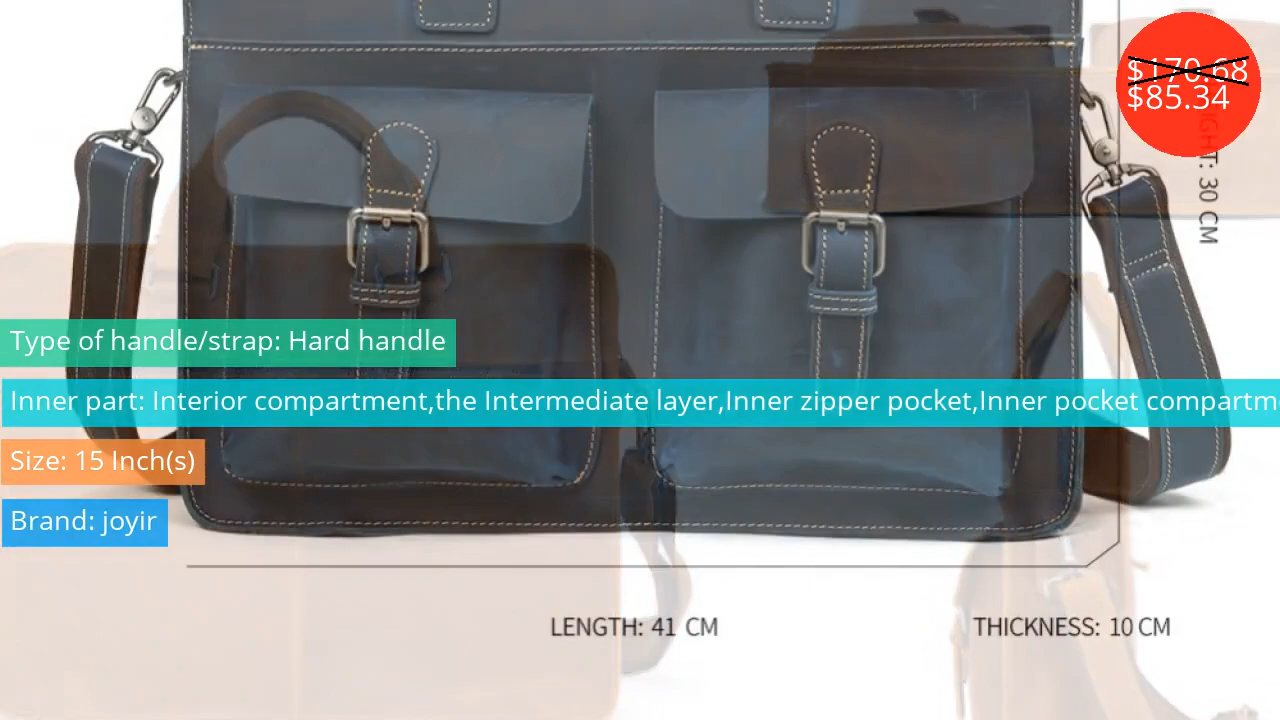 $170.68
$85.34
IGHT: 30 CM
Type of handle/strap: Hard handle
Inner part: Interior compartment,the Intermediate layer,Inner zipper pocket,Inner pocket compartm
Size: 15 Inch(s)
Brand: joyir
LENGTH: 41 CM
THICKNESS: 10 CM